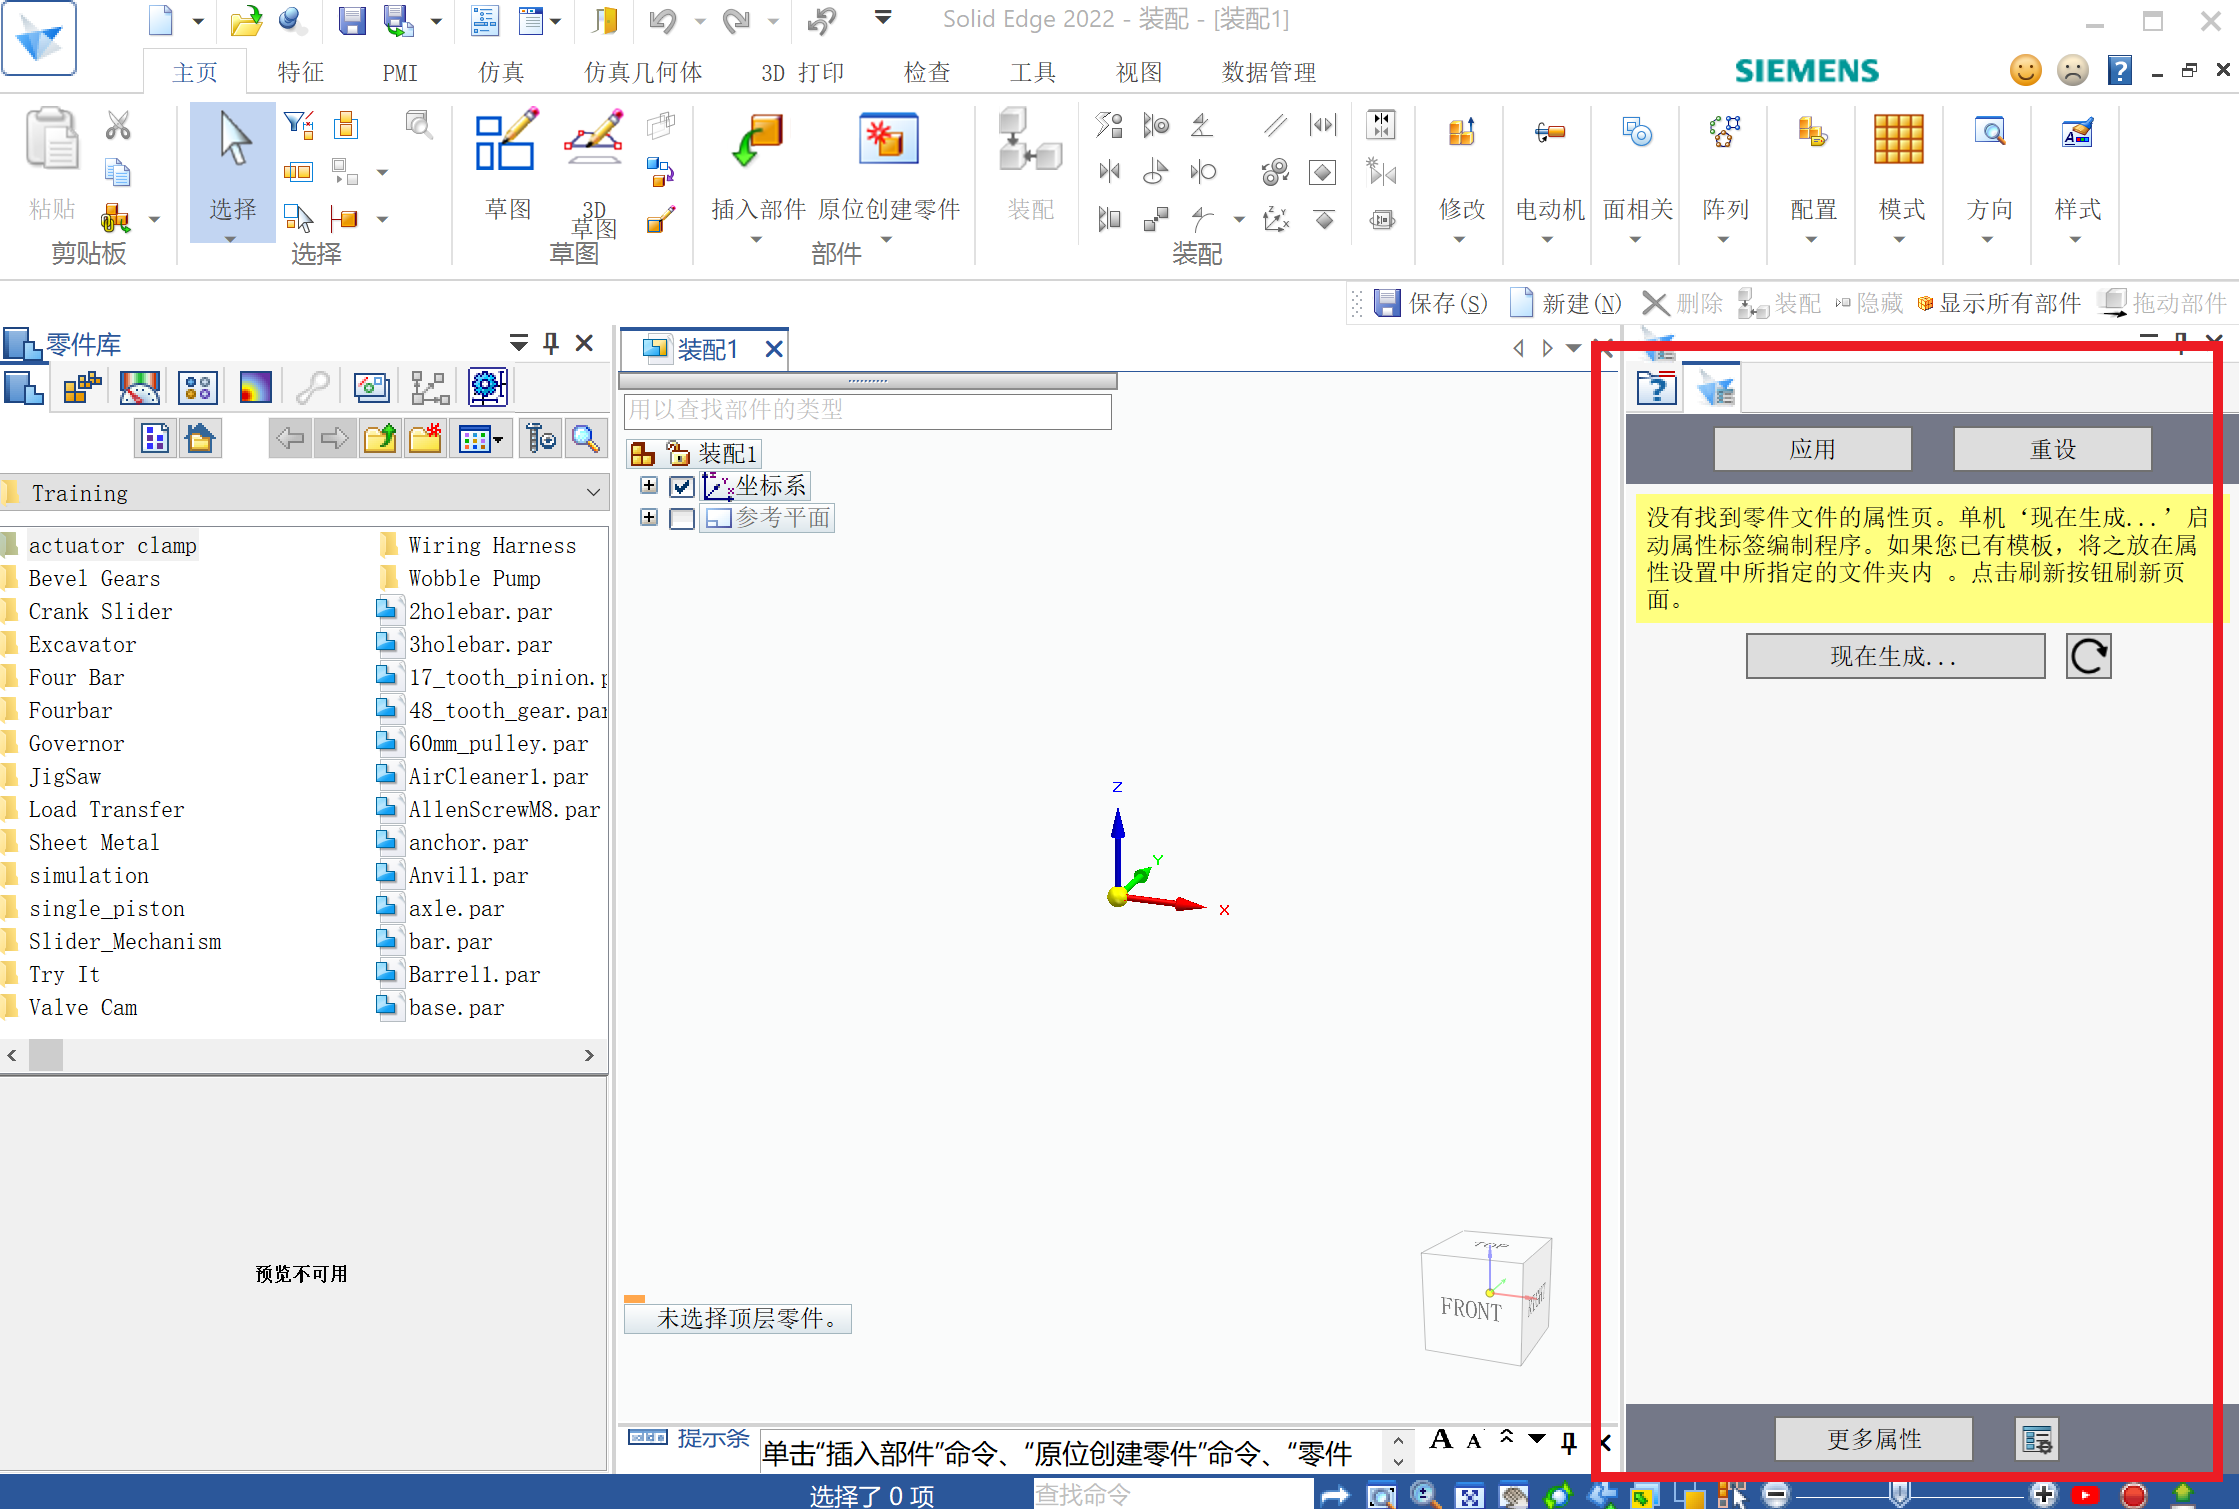 Solid Edge 2022 - 装配 - [装配1]
主页 特征 PMI 仿真 仿真几何体 3D 打印 检查 工具 视图 数据管理
SIEMENS
粘贴
剪贴板
选择
选择
草图
3D
草图
草图
插入部件
原位创建零件
部件
装配
装配
修改
电动机
面相关
阵列
配置
模式
方向
样式
保存(S) 新建(N) 删除 装配 隐藏 显示所有部件 拖动部件
零件库
Training
actuator clamp
Bevel Gears
Crank Slider
Excavator
Four Bar
Fourbar
Governor
JigSaw
Load Transfer
Sheet Metal
simulation
single_piston
Slider_Mechanism
Try It
Valve Cam
Wiring Harness
Wobble Pump
2holebar.par
3holebar.par
17_tooth_pinion.p
48_tooth_gear.par
60mm_pulley.par
AirCleaner1.par
AllenScrewM8.par
anchor.par
Anvil1.par
axle.par
bar.par
Barrel1.par
base.par
预览不可用
装配1
用以查找部件的类型
装配1
坐标系
参考平面
Z
Y
X
TOP
FRONT
RIGHT
未选择顶层零件。
提示条
单击“插入部件”命令、“原位创建零件”命令、“零件
应用
重设
没有找到零件文件的属性页。单机‘现在生成...’启
动属性标签编制程序。如果您已有模板，将之放在属
性设置中所指定的文件夹内 。点击刷新按钮刷新页
面。
现在生成...
更多属性
选择了 0 项
查找命令